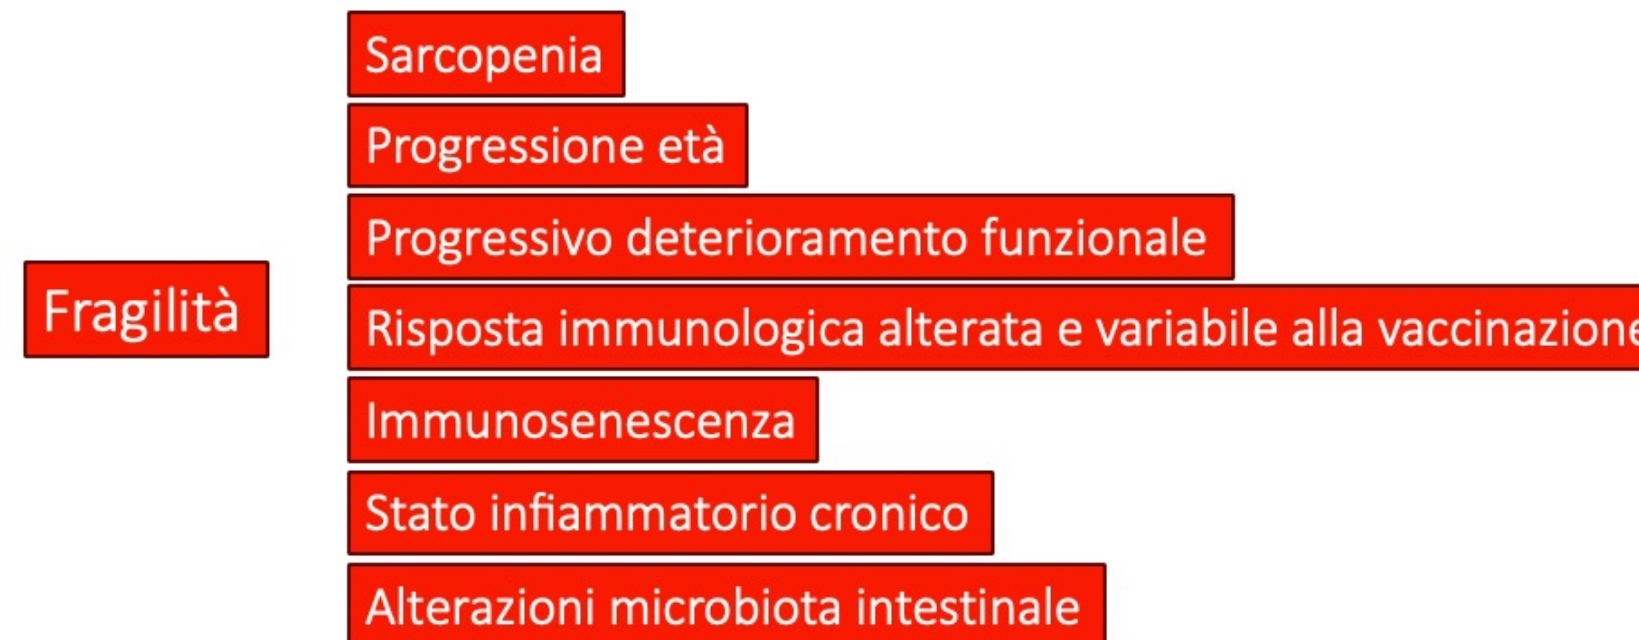 Sarcopenia
Progressione età
Progressivo deterioramento funzionale
Fragilità
Risposta immunologica alterata e variabile alla vaccinazione
Immunosenescenza
Stato infiammatorio cronico
Alterazioni microbiota intestinale